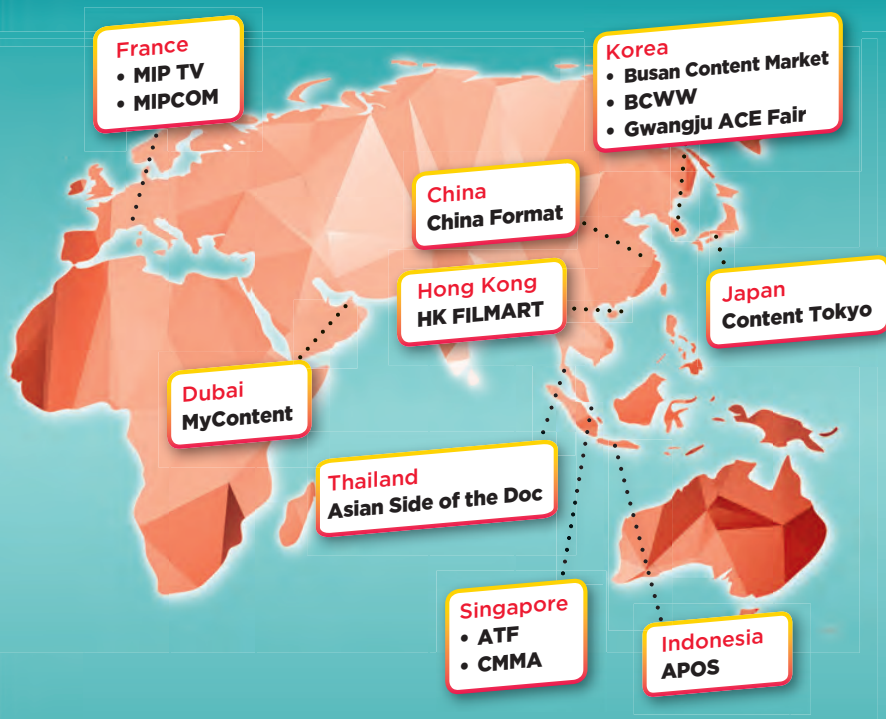 France
• MIP TV
• MIPCOM
Korea
• Busan Content Market
• BCWW
• Gwangju ACE Fair
China
China Format
Hong Kong
HK FILMART
Japan
Content Tokyo
Dubai
MyContent
Thailand
Asian Side of the Doc
Singapore
• ATF
• CMMA
Indonesia
APOS